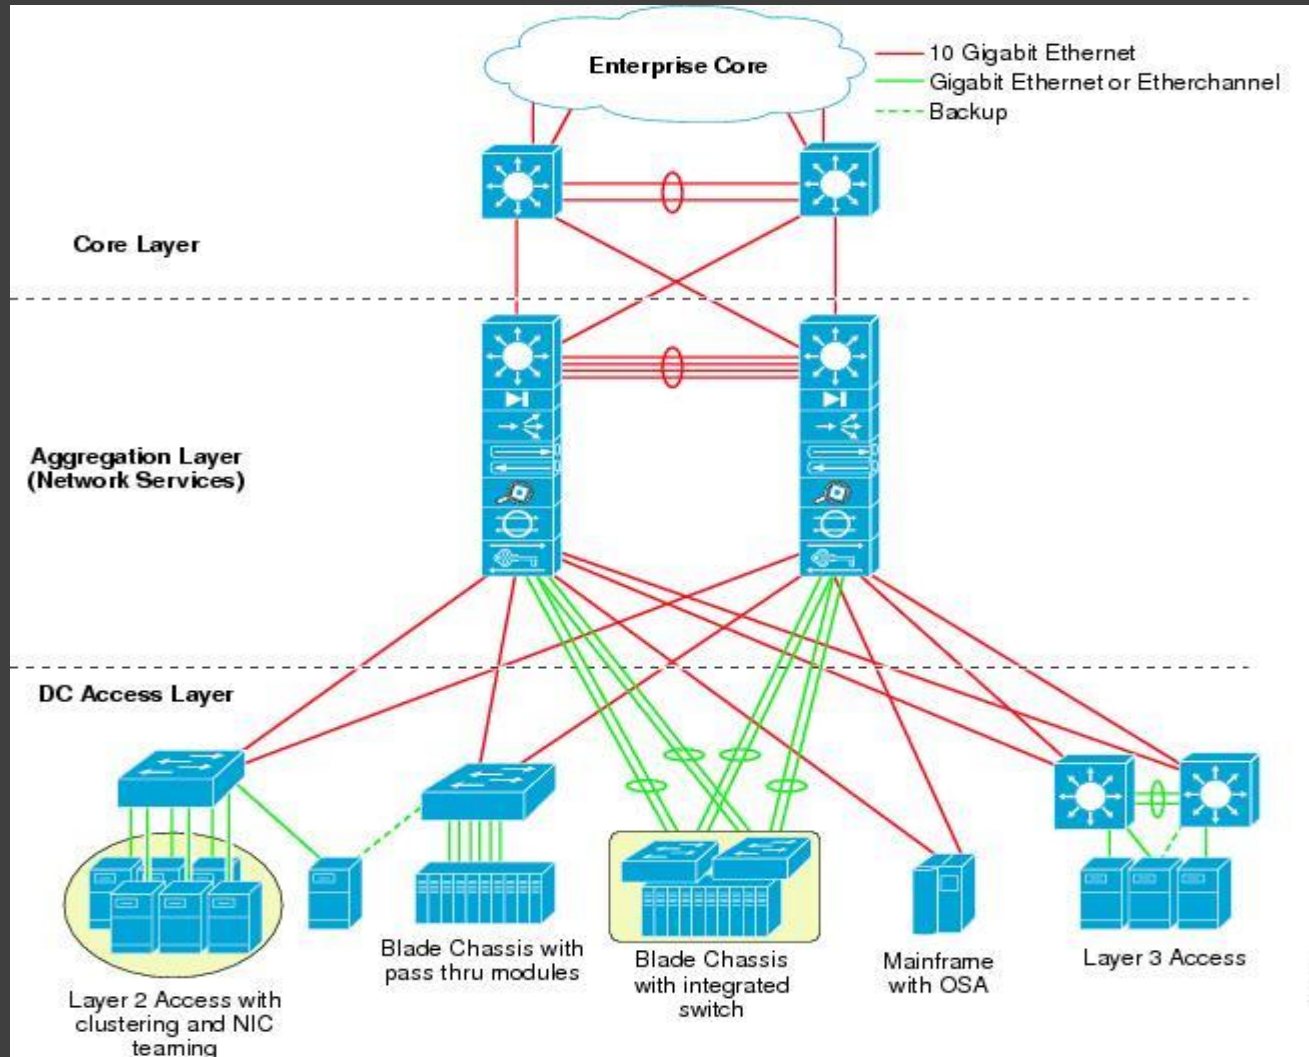 Enterprise Core
10 Gigabit Ethernet
Gigabit Ethernet or Etherchannel
Backup
Core Layer
Aggregation Layer
(Network Services)
DC Access Layer
Layer 2 Access with
clustering and NIC
teaming
Blade Chassis with
pass thru modules
Blade Chassis
with integrated
switch
Mainframe
with OSA
Layer 3 Access